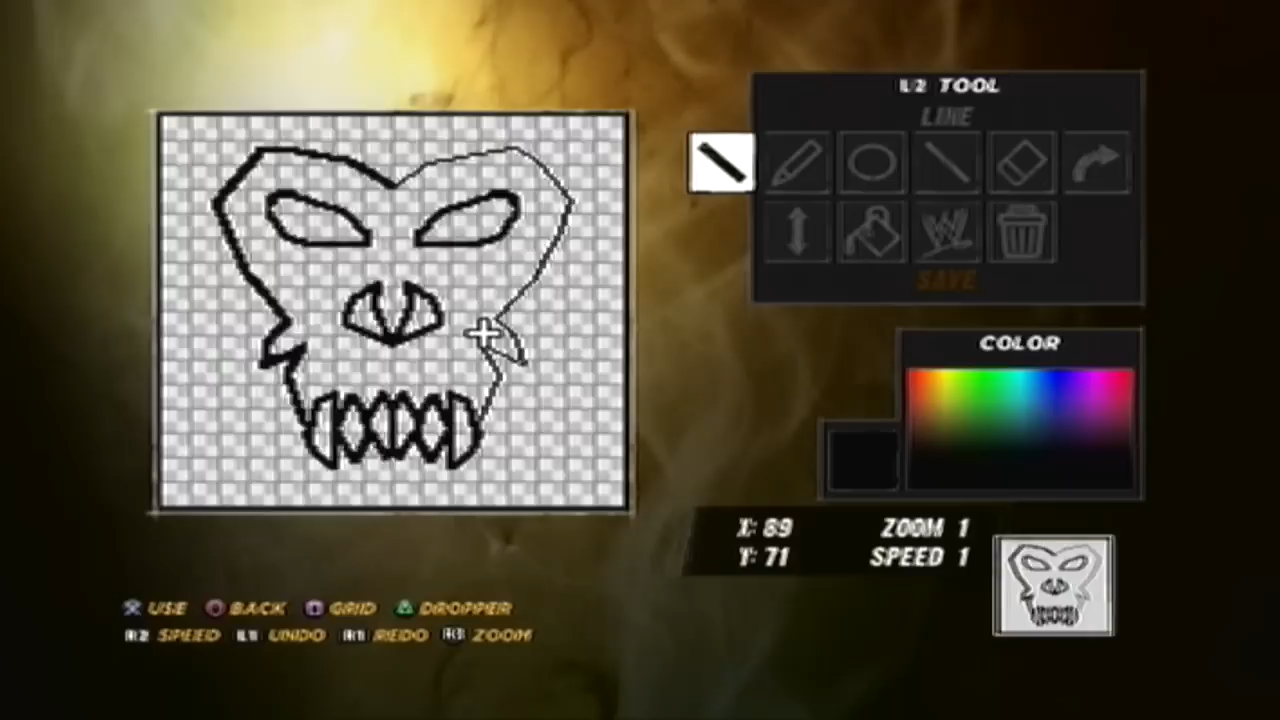 L2 TOOL
LINE
SAVE
COLOR
X: 89 ZOOM 1
Y: 71 SPEED 1
USE BACK GRID DROPPER
R2 SPEED L1 UNDO R1 REDO R3 ZOOM